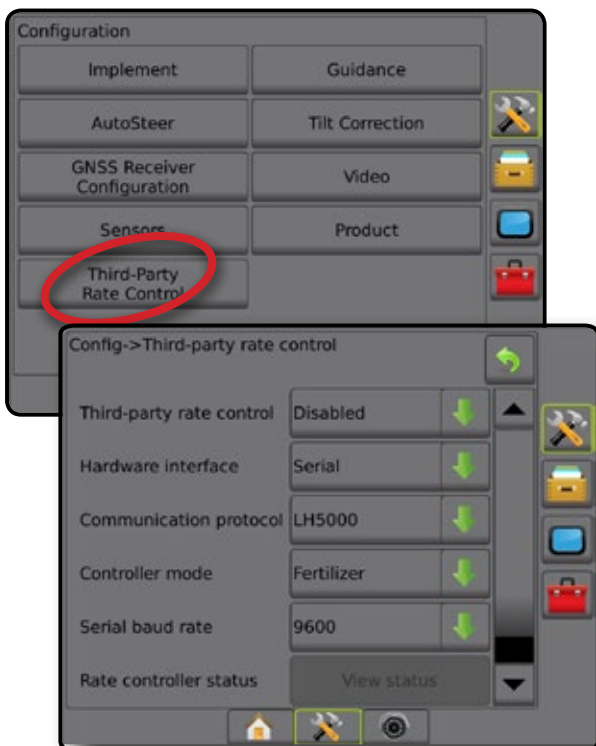 Configuration
Implement
Guidance
AutoSteer
Tilt Correction
GNSS Receiver
Configuration
Video
Sensors
Product
Third-Party
Rate Control
Config->Third-party rate control
Third-party rate control Disabled
Hardware interface Serial
Communication protocol LH5000
Controller mode Fertilizer
Serial baud rate 9600
Rate controller status View status